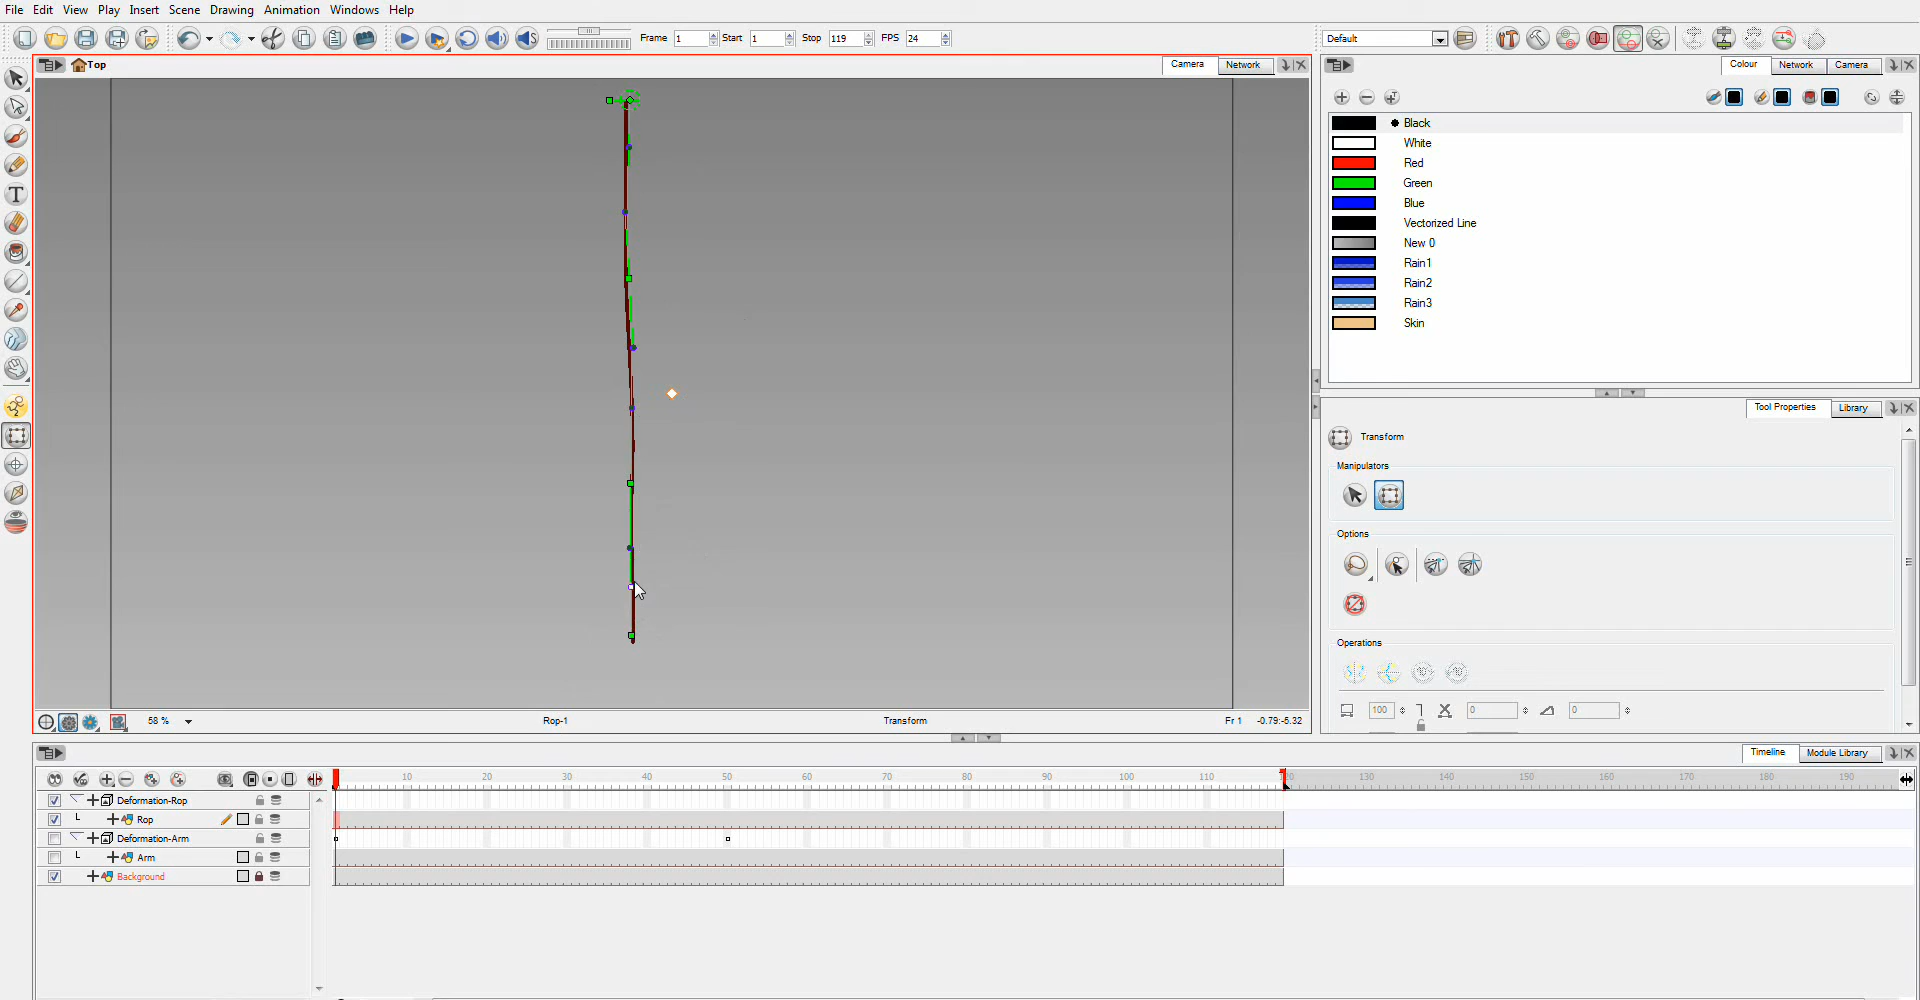 File Edit View Play Insert Scene Drawing Animation Windows Help
Frame 1 Start 1 Stop 119 FPS 24 Default
Top Camera Network
Colour Network Camera
Black
White
Red
Green
Blue
Vectorized Line
New 0
Rain1
Rain2
Rain3
Skin
Tool Properties Library
Transform
Manipulators
Options
Operations
100 0 0
58 % Rop-1 Transform Fr 1 -0.79:-5.32
Timeline Module Library
10 20 30 40 50 60 70 80 90 100 110 20 130 140 150 160 170 180 190
Deformation-Rop
Rop
Deformation-Arm
Arm
Background